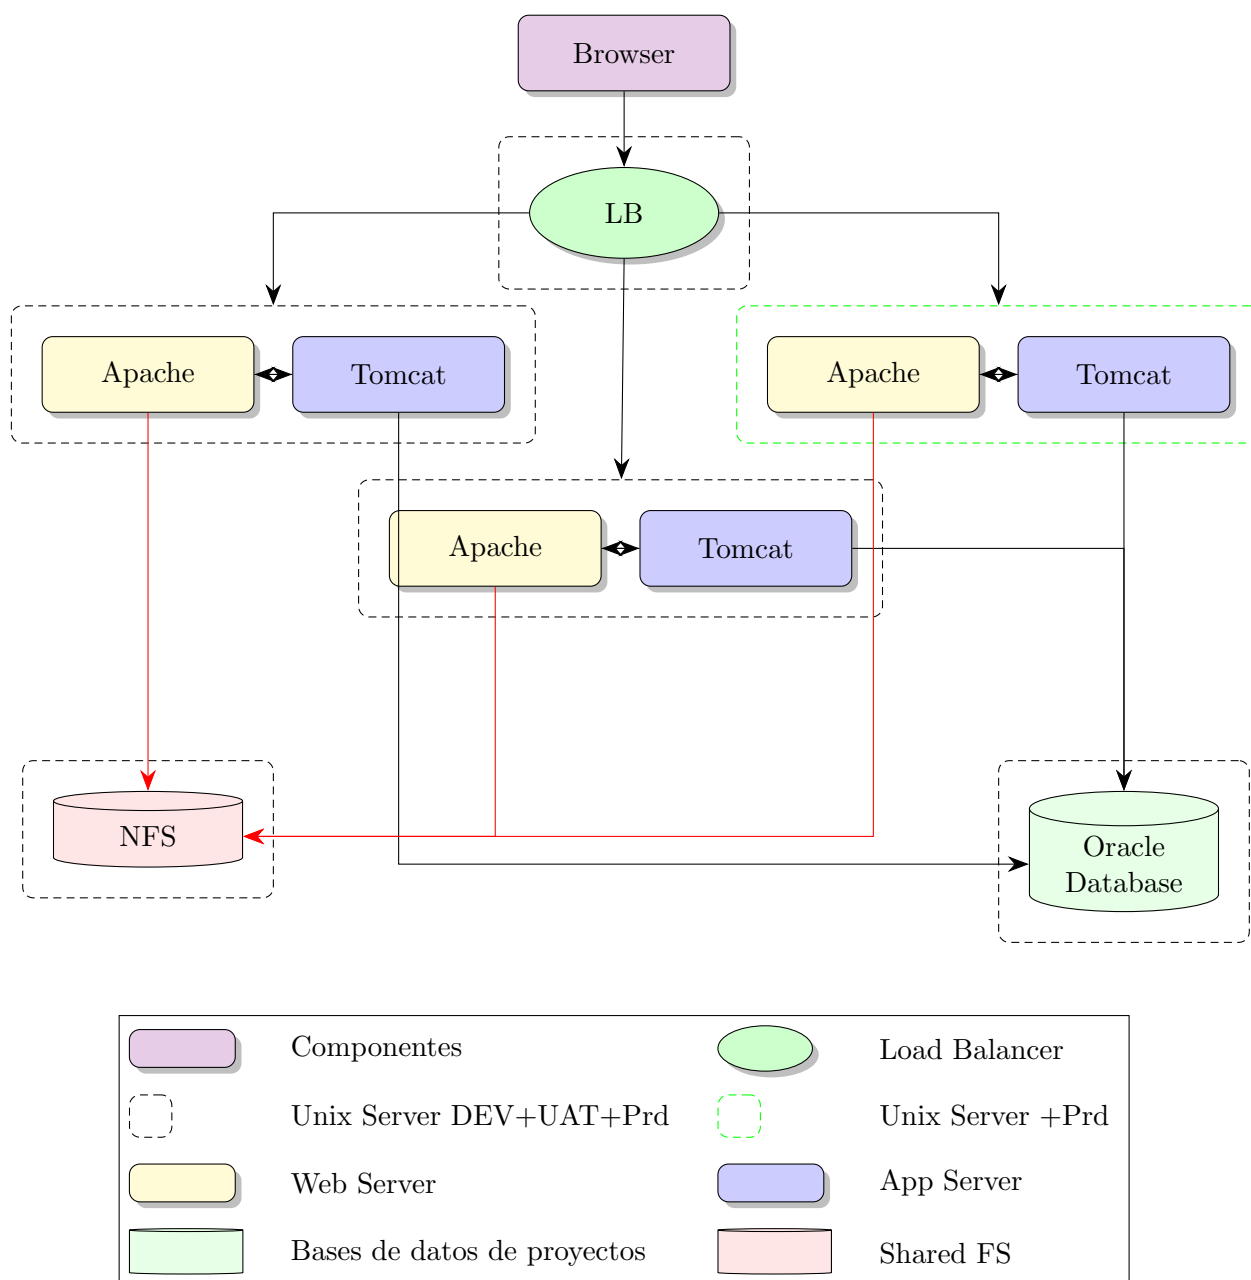 Browser
LB
Apache
Tomcat
Apache
Tomcat
Apache
Tomcat
NFS
Oracle
Database
Componentes
Load Balancer
Unix Server DEV+UAT+Prd
Unix Server +Prd
Web Server
App Server
Bases de datos de proyectos
Shared FS